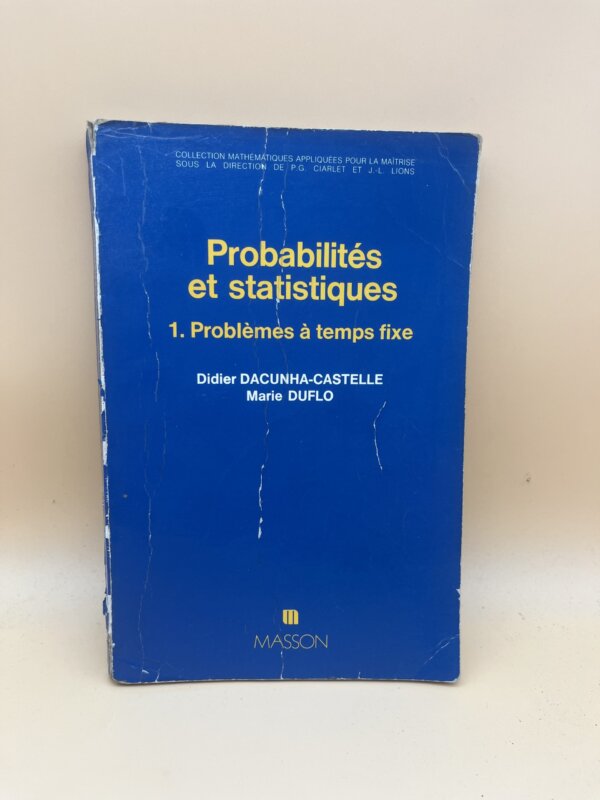 COLLECTION MATHÉMATIQUES APPLIQUÉES POUR LA MAÎTRISE
SOUS LA DIRECTION DE P.G. CIARLET ET J.-L. LIONS
Probabilités
et statistiques
1. Problèmes à temps fixe
Didier DACUNHA-CASTELLE
Marie DUFLO
MASSON